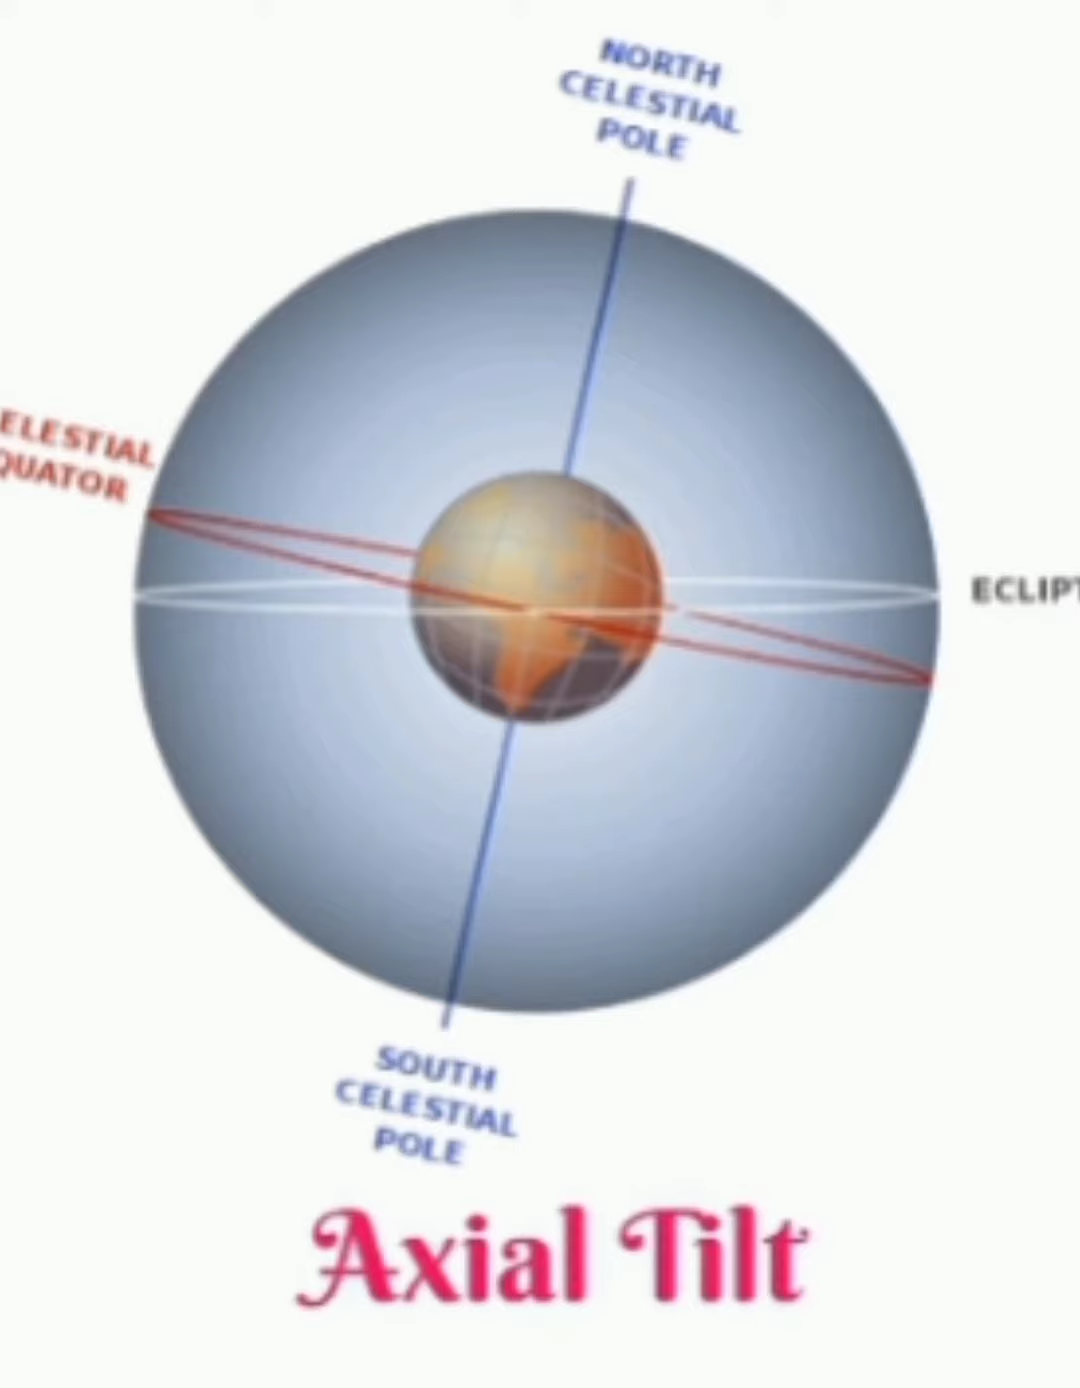 NORTH
CELESTIAL
POLE
ELESTIAL
QUATOR
ECLIPT
SOUTH
CELESTIAL
POLE
Axial Tilt